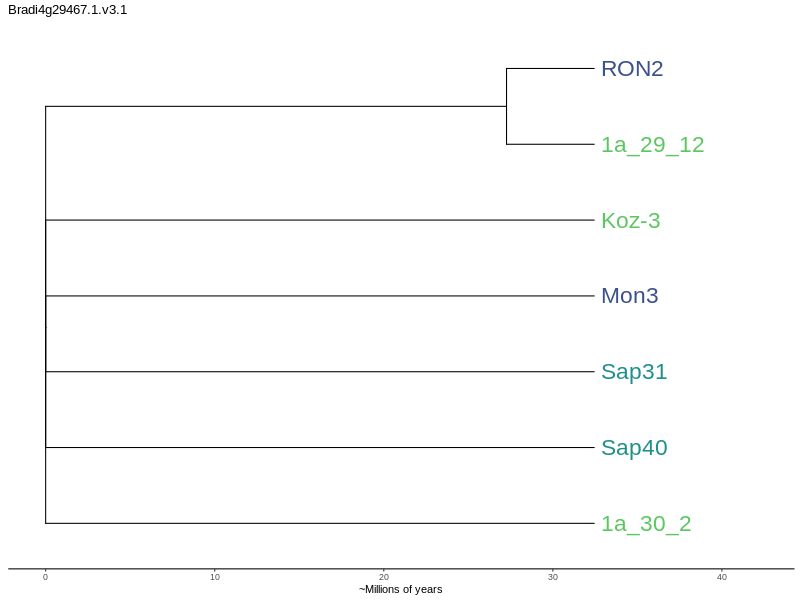 Bradi4g29467.1.v3.1
RON2
1a_29_12
Koz-3
Mon3
Sap31
Sap40
1a_30_2
0 10 20 30 40
~Millions of years